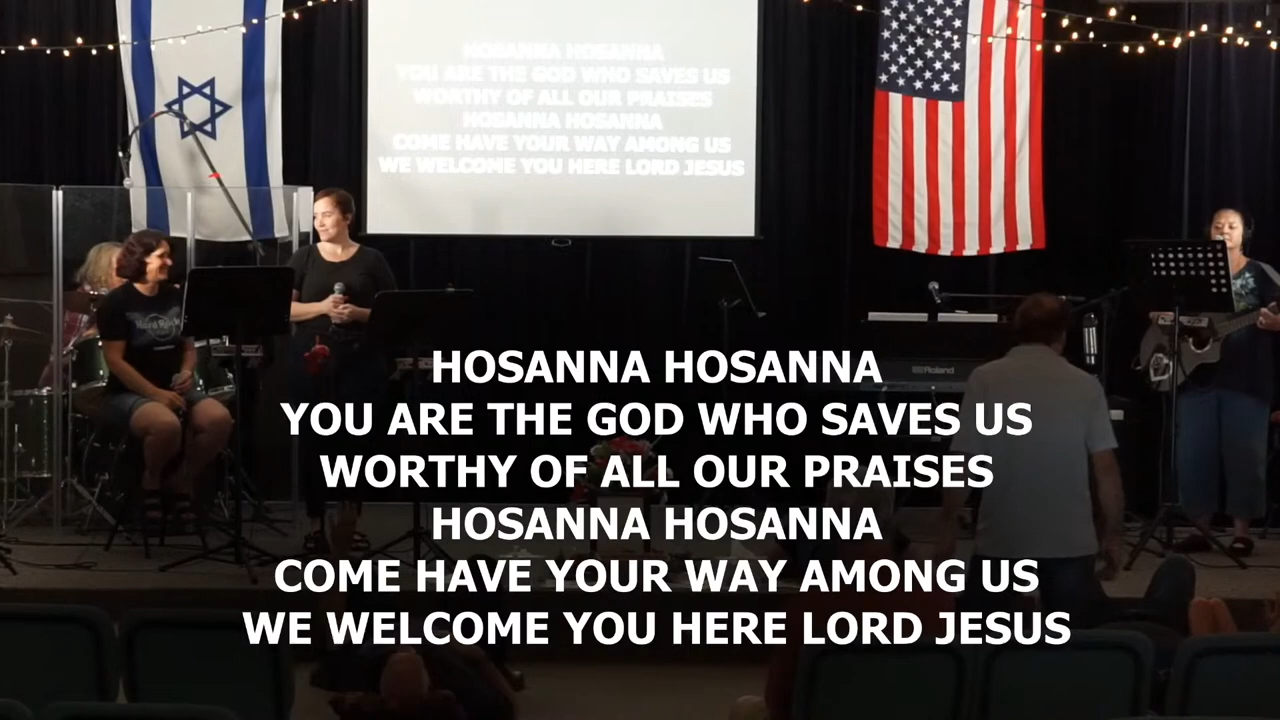 HOSANNA HOSANNA
YOU ARE THE GOD WHO SAVES US
WORTHY OF ALL OUR PRAISES
HOSANNA HOSANNA
COME HAVE YOUR WAY AMONG US
WE WELCOME YOU HERE LORD JESUS
Hard Rock
Roland
HOSANNA HOSANNA
YOU ARE THE GOD WHO SAVES US
WORTHY OF ALL OUR PRAISES
HOSANNA HOSANNA
COME HAVE YOUR WAY AMONG US
WE WELCOME YOU HERE LORD JESUS